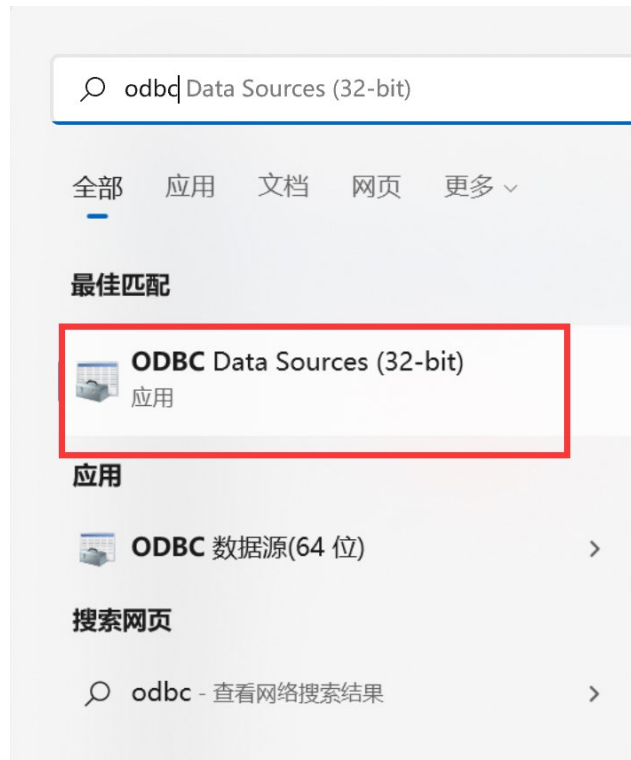 odbc Data Sources (32-bit)
全部 应用 文档 网页 更多
最佳匹配
ODBC Data Sources (32-bit)
应用
应用
ODBC 数据源(64 位)
搜索网页
odbc - 查看网络搜索结果